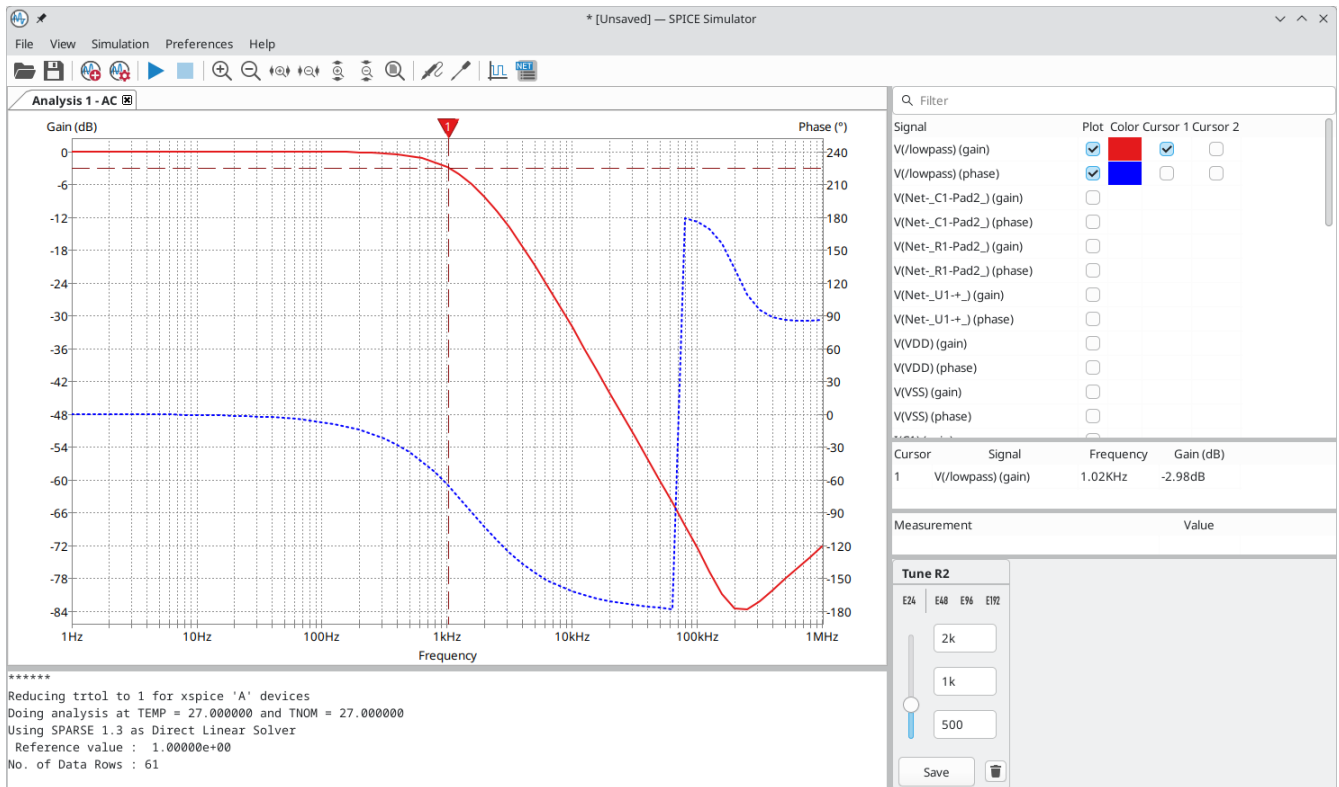 * [Unsaved] — SPICE Simulator
File View Simulation Preferences Help
NET
Analysis 1 - AC
Gain (dB)
1
Phase (°)
0
-6
-12
-18
-24
-30
-36
-42
-48
-54
-60
-66
-72
-78
-84
240
210
180
150
120
90
60
30
0
-30
-60
-90
-120
-150
-180
1Hz 10Hz 100Hz 1kHz 10kHz 100kHz 1MHz
Frequency
******
Reducing trtol to 1 for xspice 'A' devices
Doing analysis at TEMP = 27.000000 and TNOM = 27.000000
Using SPARSE 1.3 as Direct Linear Solver
Reference value : 1.00000e+00
No. of Data Rows : 61
Filter
Signal Plot Color Cursor 1 Cursor 2
V(/lowpass) (gain)
V(/lowpass) (phase)
V(Net-_C1-Pad2_) (gain)
V(Net-_C1-Pad2_) (phase)
V(Net-_R1-Pad2_) (gain)
V(Net-_R1-Pad2_) (phase)
V(Net-_U1-+_) (gain)
V(Net-_U1-+_) (phase)
V(VDD) (gain)
V(VDD) (phase)
V(VSS) (gain)
V(VSS) (phase)
Cursor Signal Frequency Gain (dB)
1 V(/lowpass) (gain) 1.02KHz -2.98dB
Measurement Value
Tune R2
E24 E48 E96 E192
2k
1k
500
Save